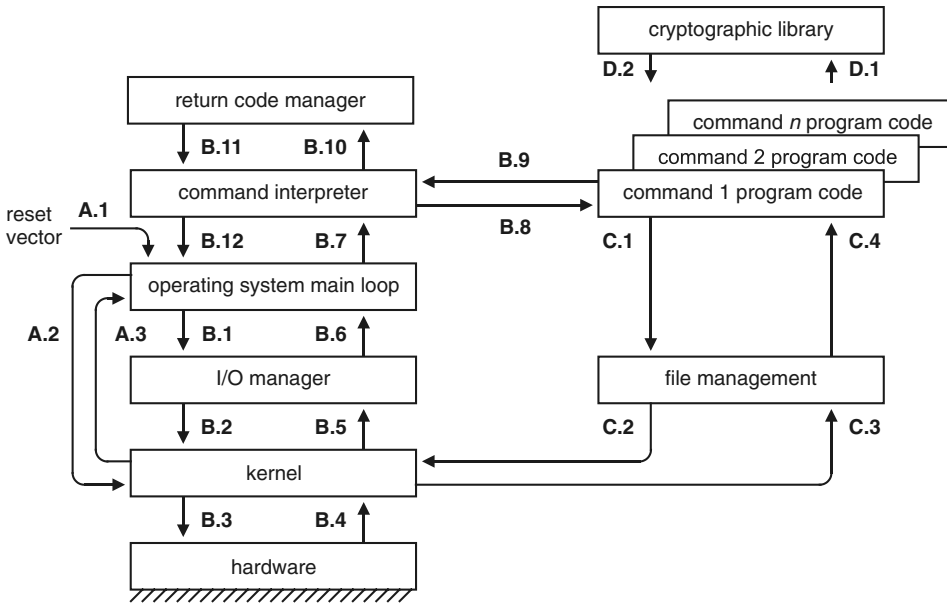 cryptographic library
D.2
D.1
return code manager
command n program code
B.11
B.10
command 2 program code
B.9
command interpreter
command 1 program code
reset
vector
A.1
B.12
B.7
B.8
C.1
C.4
operating system main loop
A.2
A.3
B.1
B.6
I/O manager
file management
B.2
B.5
C.2
C.3
kernel
B.3
B.4
hardware